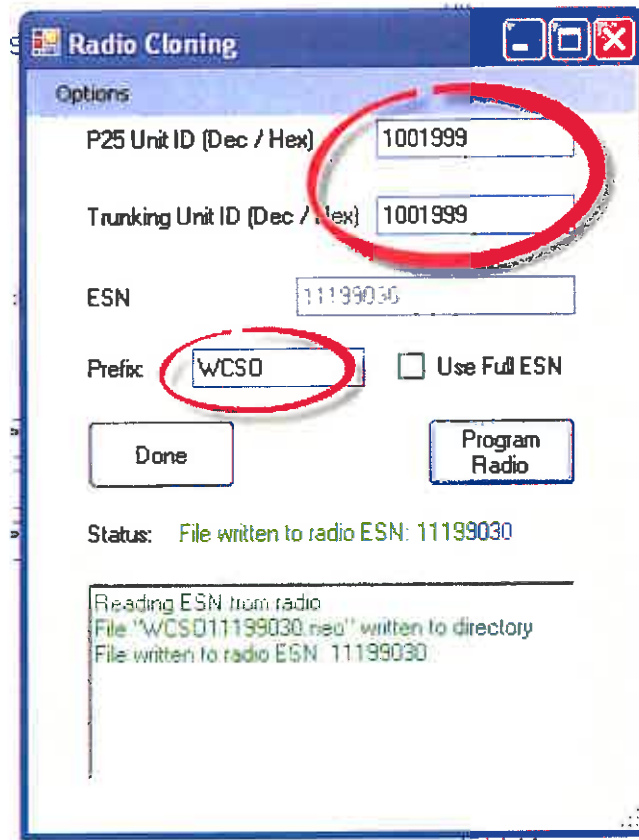 Radio Cloning
Options
P25 Unit ID (Dec / Hex) 1001999
Trunking Unit ID (Dec / Hex) 1001999
ESN 11199030
Prefix: WCSO Use Full ESN
Done Program Radio
Status: File written to radio ESN: 11199030
Reading ESN from radio
File "WCSO11199030.neo" written to directory
File written to radio ESN: 11199030